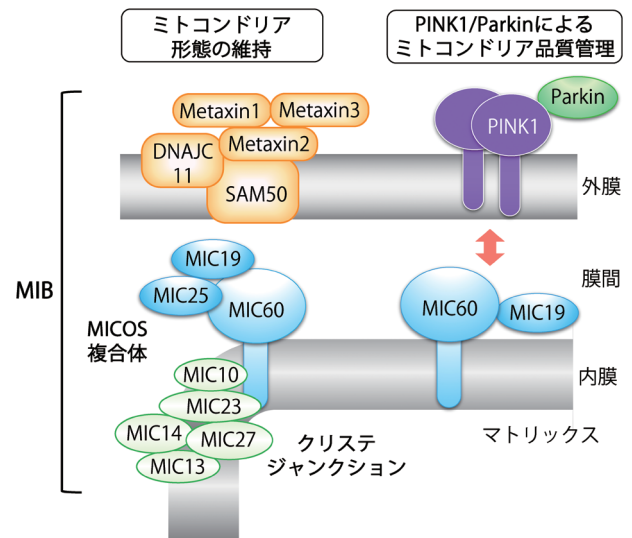 ミトコンドリア
形態の維持
PINK1/Parkinによる
ミトコンドリア品質管理
Metaxin1
Metaxin3
Metaxin2
DNAJC
11
SAM50
Parkin
PINK1
外膜
MIB
MICOS
複合体
MIC19
MIC25
MIC60
MIC60
MIC19
膜間
内膜
MIC10
MIC23
MIC14
MIC27
MIC13
クリステ
ジャンクション
マトリックス